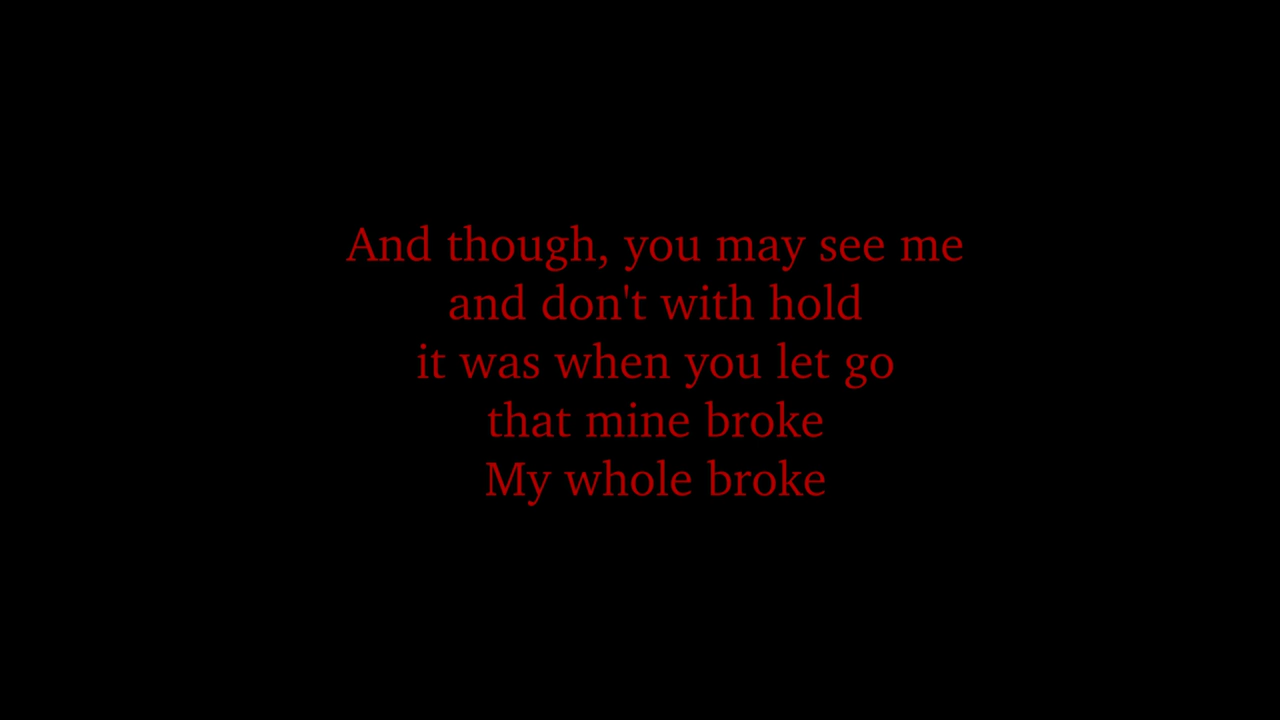 And though, you may see me
and don't with hold
it was when you let go
that mine broke
My whole broke